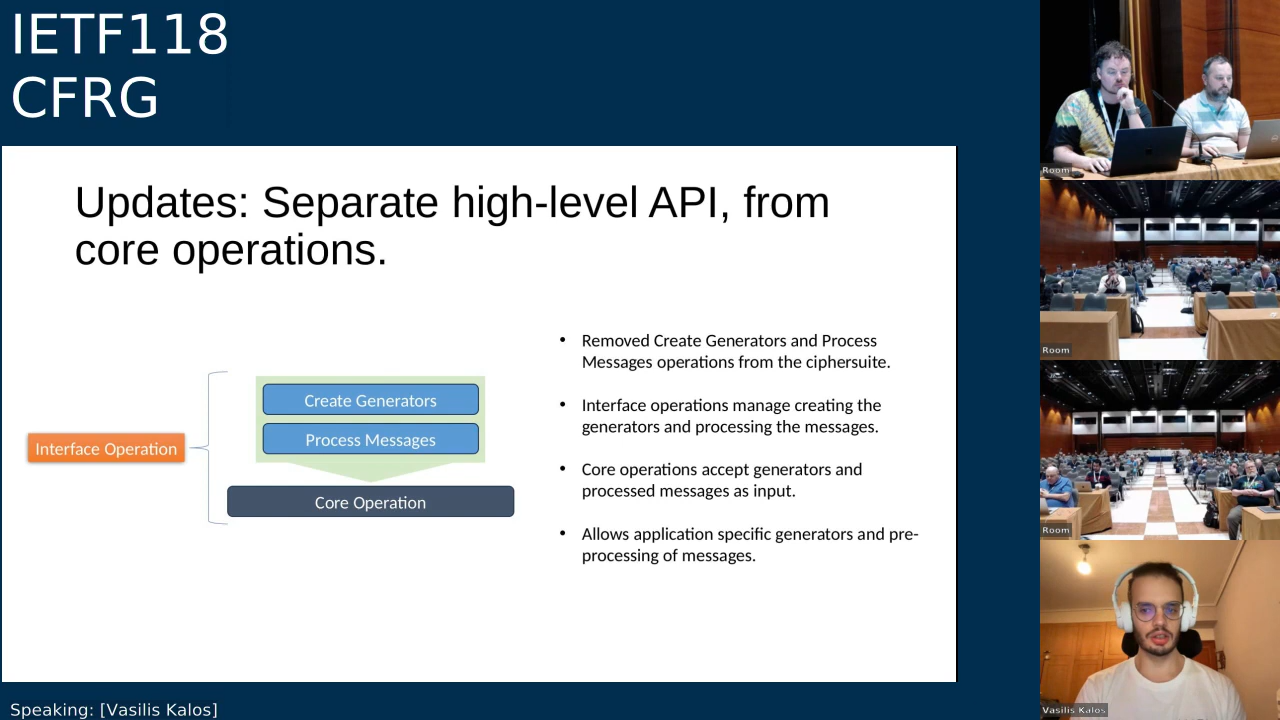 IETF118
CFRG
Updates: Separate high-level API, from
core operations.
Interface Operation
Create Generators
Process Messages
Core Operation
• Removed Create Generators and Process
Messages operations from the ciphersuite.
• Interface operations manage creating the
generators and processing the messages.
• Core operations accept generators and
processed messages as input.
• Allows application specific generators and pre-
processing of messages.
Room
Room
Room
Vasilis Kalos
Speaking: [Vasilis Kalos]